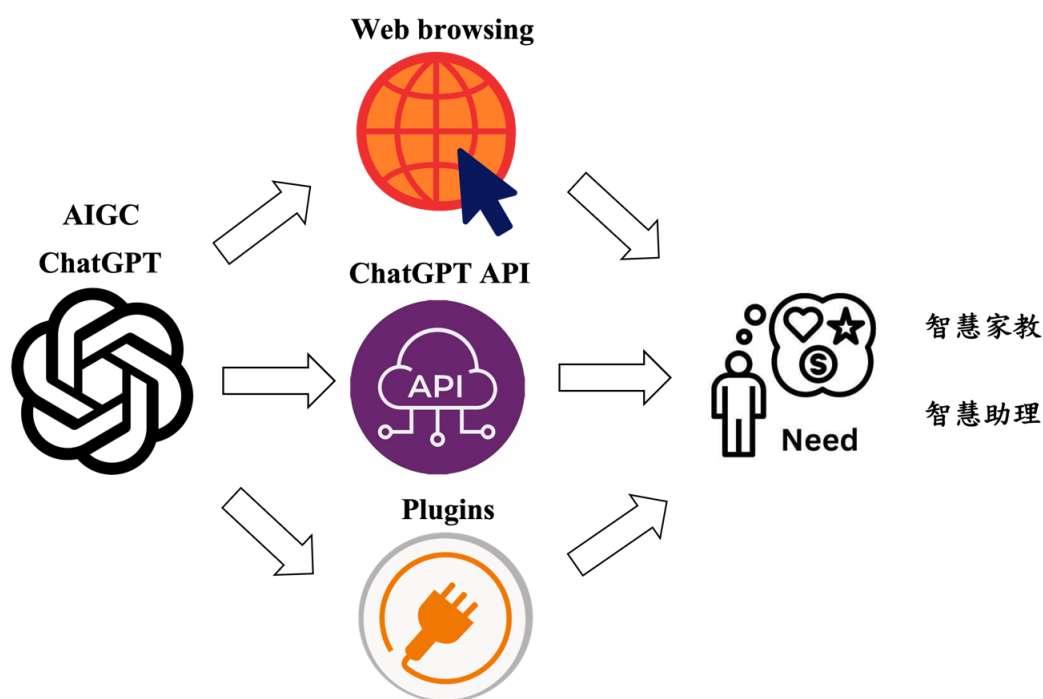 Web browsing
AIGC
ChatGPT
ChatGPT API
API
Plugins
S
Need
智慧家教
智慧助理